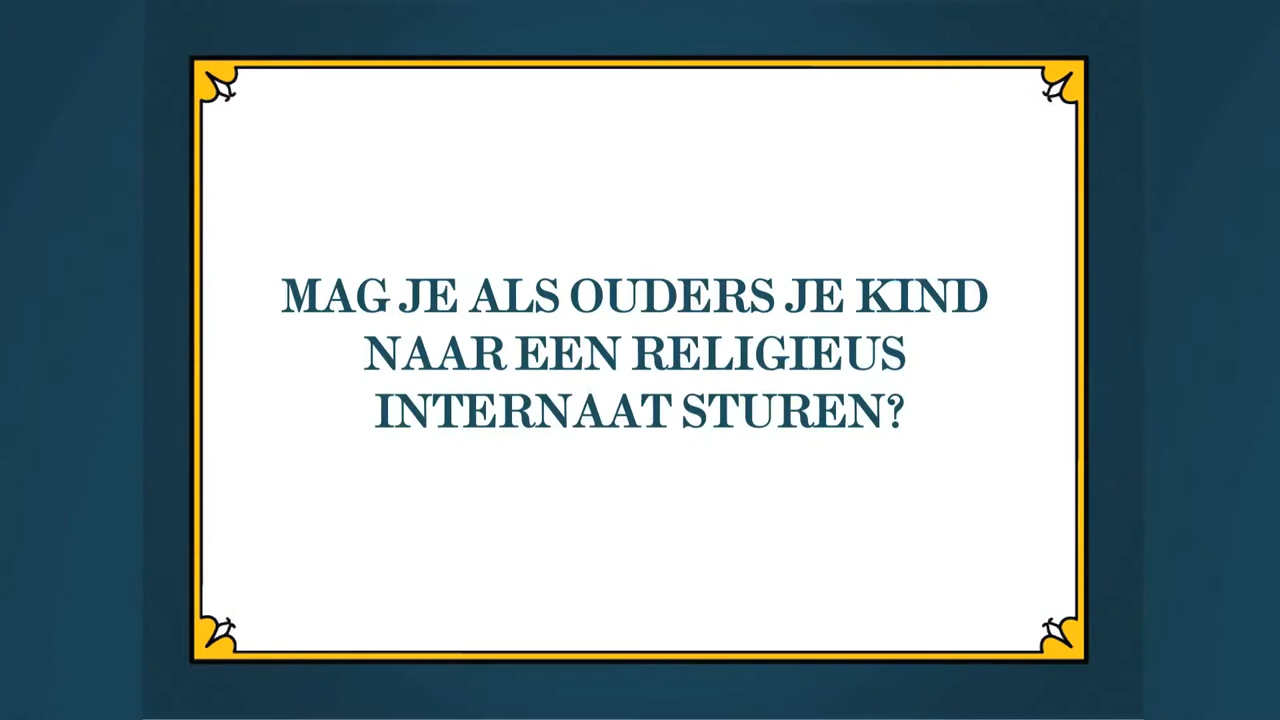 MAG JE ALS OUDERS JE KIND
NAAR EEN RELIGIEUS
INTERNAAT STUREN?